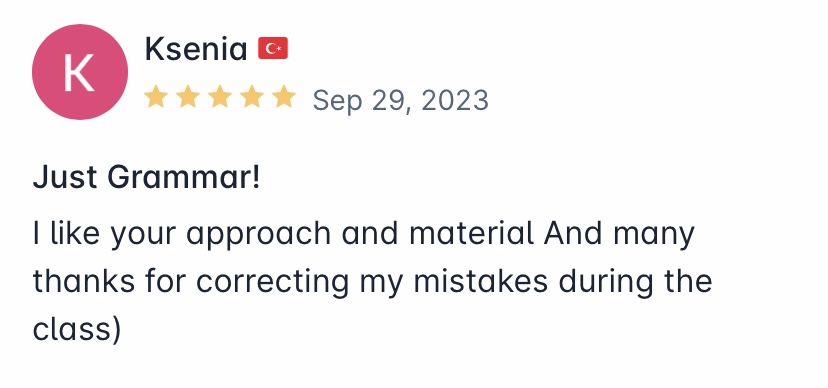 K
Ksenia
Sep 29, 2023
Just Grammar!
I like your approach and material And many
thanks for correcting my mistakes during the
class)